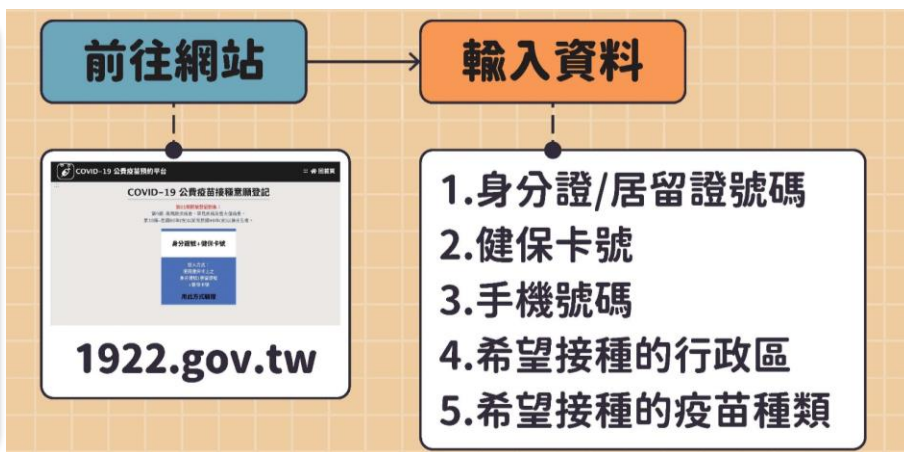 前往網站
輸入資料
COVID-19 公費疫苗預約平台
回首頁
COVID-19 公費疫苗接種意願登記
身分證號+健保卡號
1922.gov.tw
1.身分證/居留證號碼
2.健保卡號
3.手機號碼
4.希望接種的行政區
5.希望接種的疫苗種類